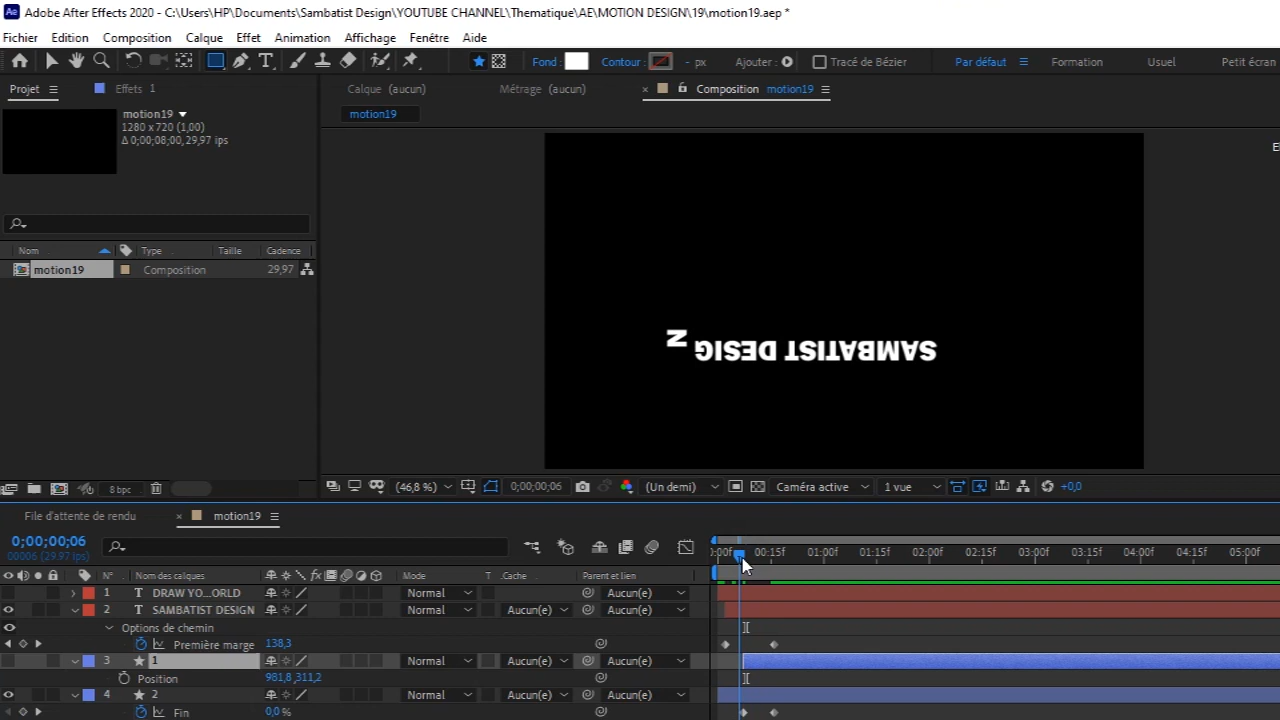 Adobe After Effects 2020 - C:\Users\HP\Documents\Sambatist Design\YOUTUBE CHANNEL\Thematique\AE\MOTION DESIGN\19\motion19.aep *
Fichier Edition Composition Calque Effet Animation Affichage Fenêtre Aide
Fond : Contour : - px Ajouter : Tracé de Bézier Par défaut Formation Usuel Petit écran
Projet Effets 1 Calque (aucun) Métrage (aucun) × Composition motion19
motion19
1280 x 720 (1,00)
Δ 0;00;08;00, 29,97 ips
motion19
E
Nom Type Taille Cadence
motion19 Composition 29,97
SAMBATIST DESIGN
8 bpc (46,8 %) 0;00;00;06 (Un demi) Caméra active 1 vue +0,0
File d'attente de rendu × motion19
0;00;00;06
00006 (29.97 ips)
0:00f 00:15f 01:00f 01:15f 02:00f 02:15f 03:00f 03:15f 04:00f 04:15f 05:00f
N° Nom des calques Mode T .Cache Parent et lien
1 T DRAW YO...ORLD Normal Aucun(e)
2 T SAMBATIST DESIGN Normal Aucun(e) Aucun(e)
Options de chemin
Première marge 138,3
3 1 Normal Aucun(e) Aucun(e)
Position 981,8,311,2
4 2 Normal Aucun(e) Aucun(e)
Fin 0,0 %